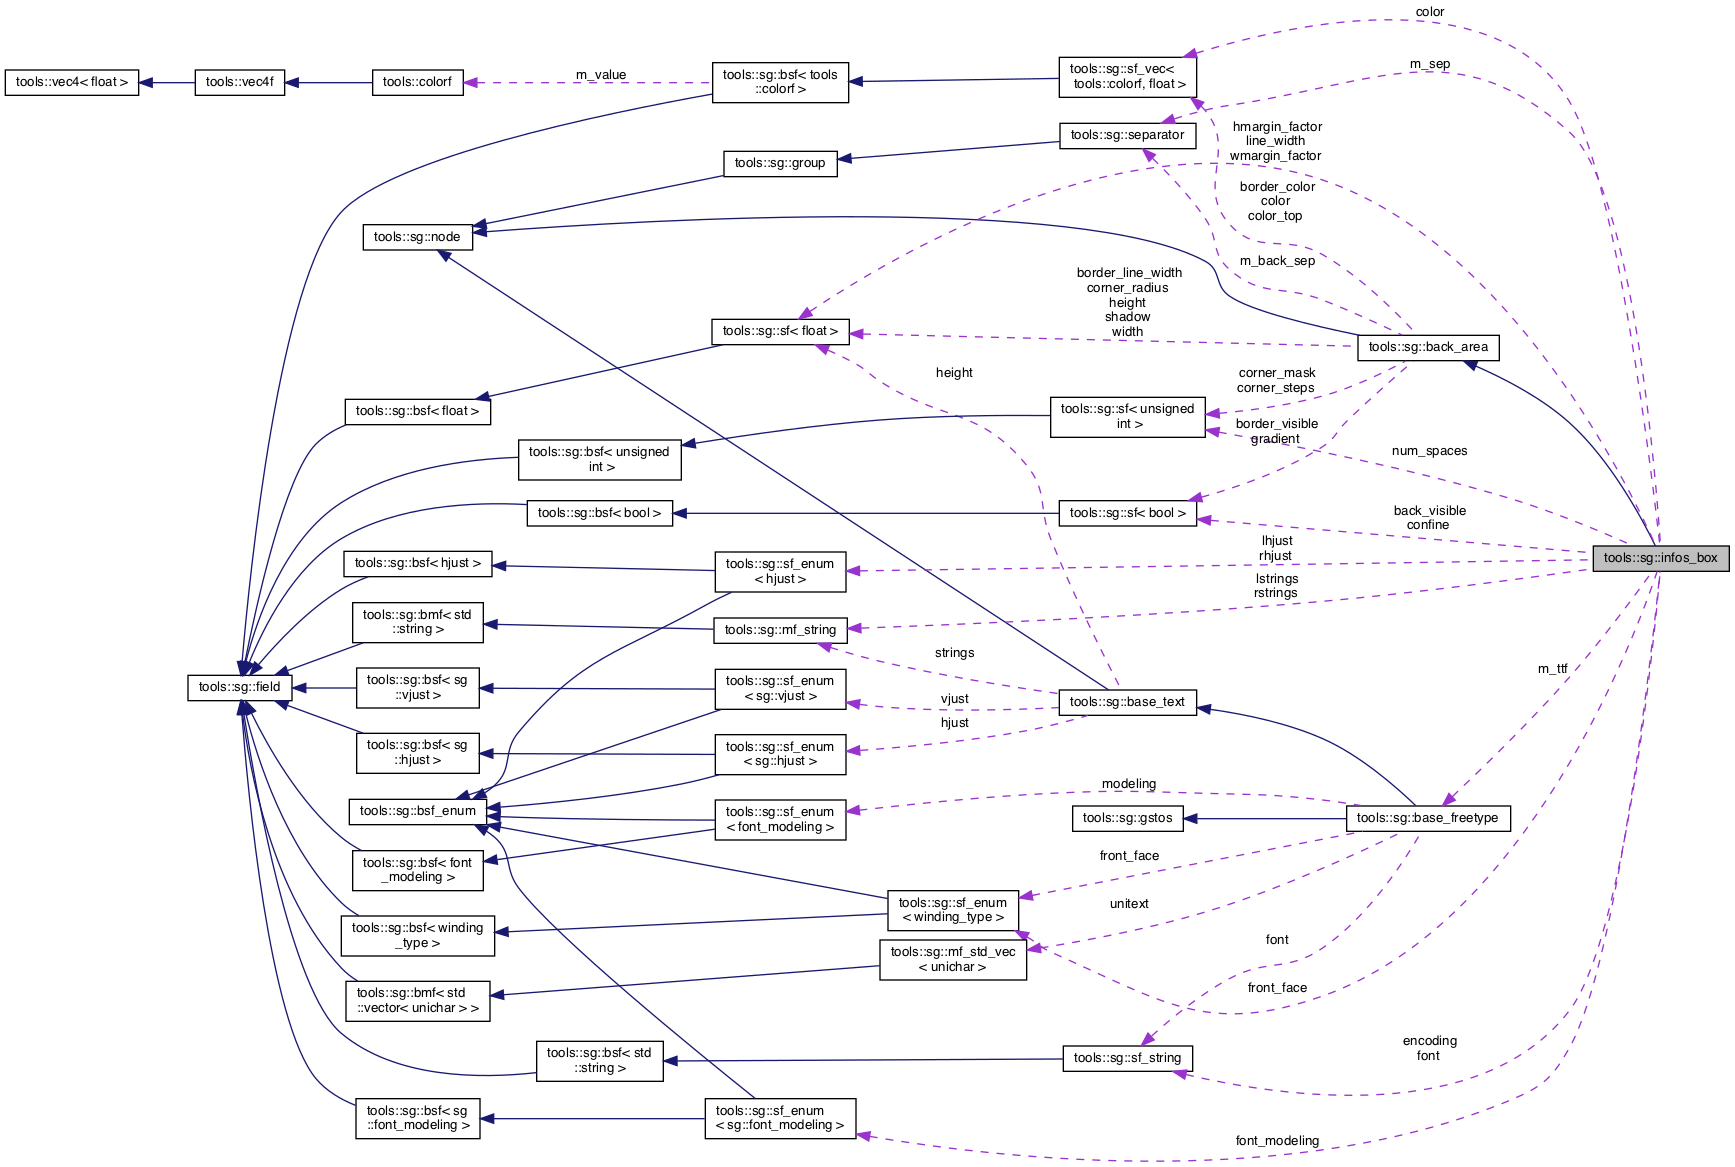 color
tools::vec4< float >
tools::vec4f
tools::colorf
m_value
tools::sg::bsf< tools
::colorf >
tools::sg::sf_vec<
tools::colorf, float >
m_sep
tools::sg::separator
hmargin_factor
line_width
wmargin_factor
tools::sg::group
border_color
color
color_top
tools::sg::node
m_back_sep
border_line_width
corner_radius
height
shadow
width
tools::sg::sf< float >
tools::sg::back_area
height
corner_mask
corner_steps
tools::sg::bsf< float >
tools::sg::sf< unsigned
int >
border_visible
gradient
num_spaces
tools::sg::bsf< unsigned
int >
tools::sg::bsf< bool >
tools::sg::sf< bool >
back_visible
confine
lhjust
rhjust
tools::sg::infos_box
tools::sg::bsf< hjust >
tools::sg::sf_enum
< hjust >
lstrings
rstrings
tools::sg::bmf< std
::string >
tools::sg::mf_string
strings
m_ttf
tools::sg::field
tools::sg::bsf< sg
::vjust >
tools::sg::sf_enum
< sg::vjust >
vjust
tools::sg::base_text
hjust
tools::sg::bsf< sg
::hjust >
tools::sg::sf_enum
< sg::hjust >
modeling
tools::sg::bsf_enum
tools::sg::sf_enum
< font_modeling >
tools::sg::gstos
tools::sg::base_freetype
tools::sg::bsf< font
_modeling >
front_face
tools::sg::sf_enum
< winding_type >
unitext
tools::sg::bsf< winding
_type >
tools::sg::mf_std_vec
< unichar >
font
tools::sg::bmf< std
::vector< unichar > >
front_face
tools::sg::bsf< std
::string >
tools::sg::sf_string
encoding
font
tools::sg::bsf< sg
::font_modeling >
tools::sg::sf_enum
< sg::font_modeling >
font_modeling